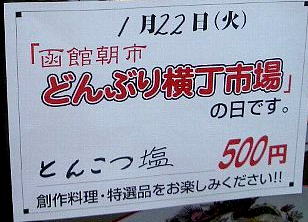 1月22日(火)
「函館朝市
どんぶり横丁市場」
の日です。
とんこつ塩 500円
創作料理・特選品をお楽しみください!!